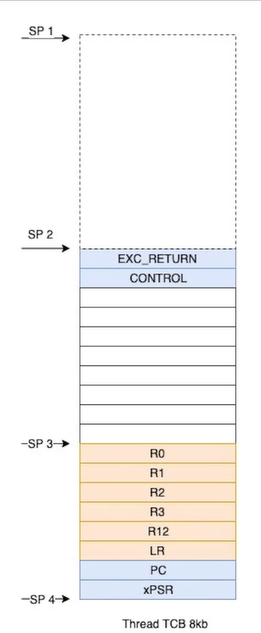 SP 1
SP 2
EXC_RETURN
CONTROL
SP 3
R0
R1
R2
R3
R12
LR
PC
xPSR
SP 4
Thread TCB 8kb